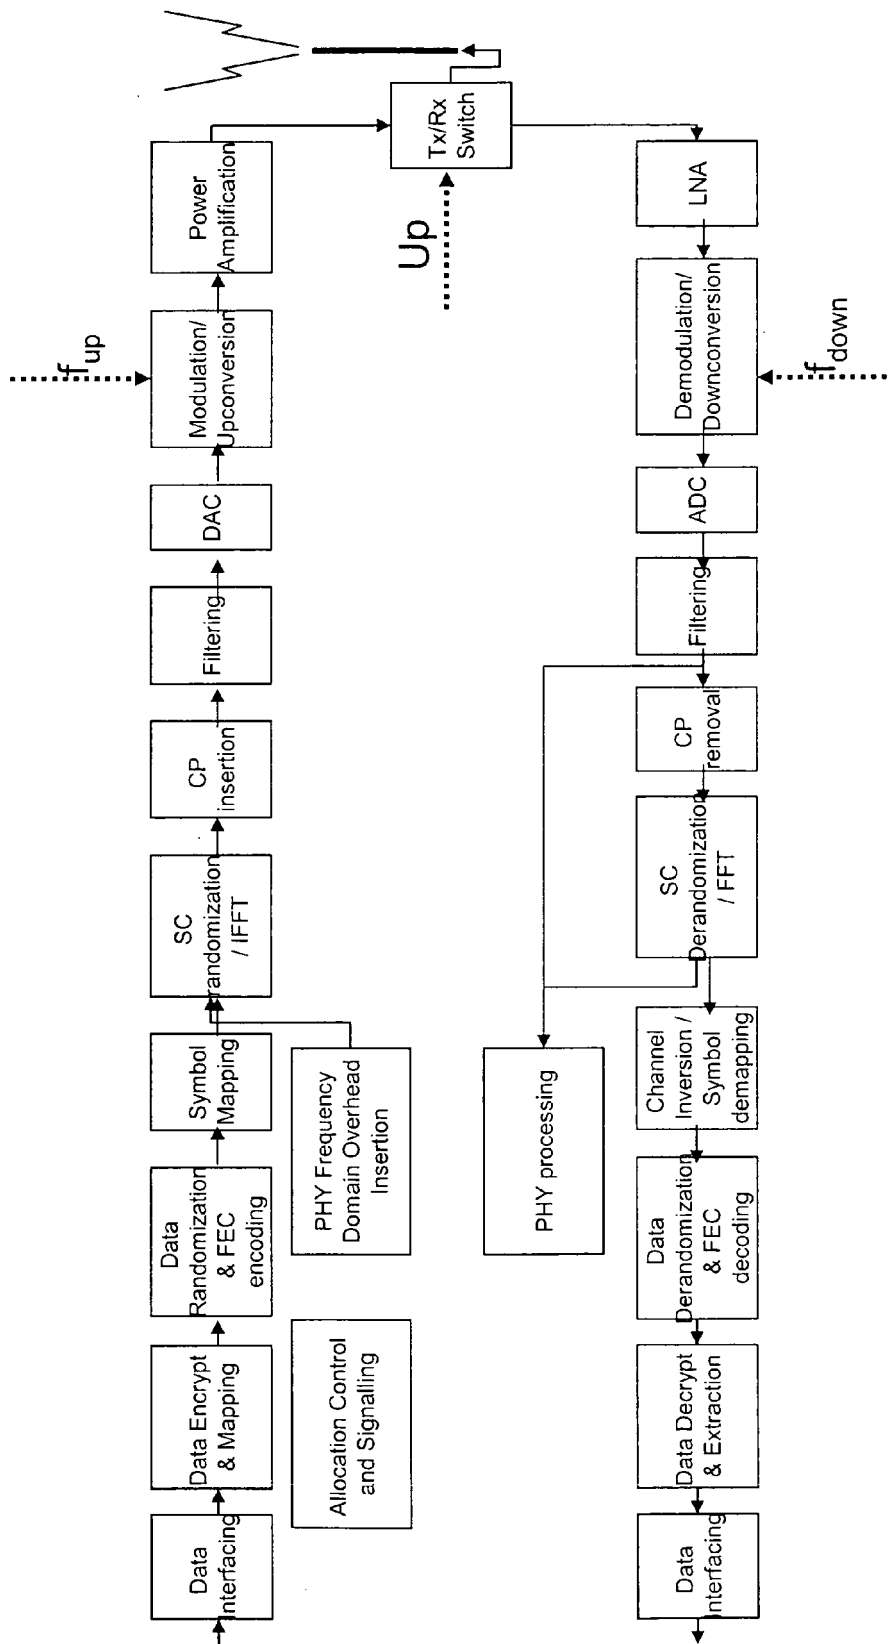 Data
Interfacing
Data Encrypt
& Mapping
Data
Randomization
& FEC
encoding
Symbol
Mapping
SC
randomization
/ IFFT
CP
insertion
Filtering
DAC
Modulation/
Upconversion
Power
Amplification
f up
Allocation Control
and Signalling
PHY Frequency
Domain Overhead
Insertion
Up
Tx/Rx
Switch
PHY processing
Data
Interfacing
Data Decrypt
& Extraction
Data
Derandomization
& FEC
decoding
Channel
Inversion /
Symbol
demapping
SC
Derandomization
/ FFT
CP
removal
Filtering
ADC
Demodulation/
Downconversion
LNA
f down